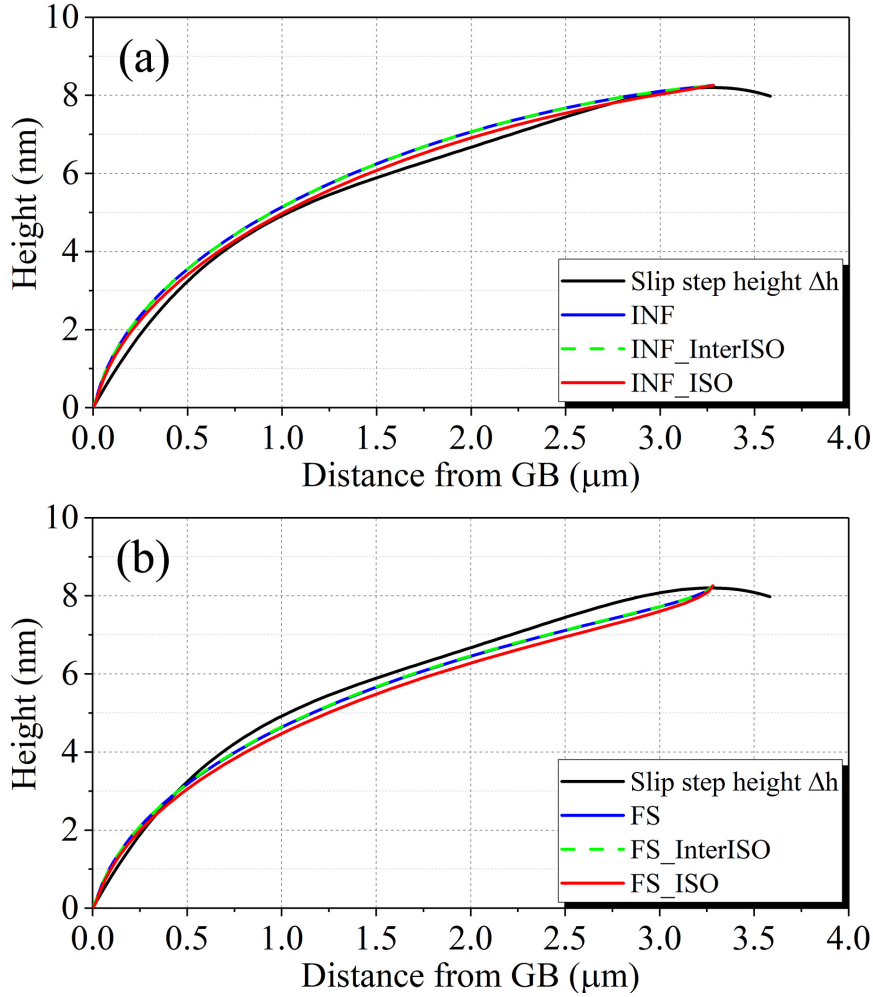 (a)
Height (nm)
10
8
6
4
2
0
Slip step height Δh
INF
INF_InterISO
INF_ISO
0.0 0.5 1.0 1.5 2.0 2.5 3.0 3.5 4.0
Distance from GB (μm)
(b)
Height (nm)
10
8
6
4
2
0
Slip step height Δh
FS
FS_InterISO
FS_ISO
0.0 0.5 1.0 1.5 2.0 2.5 3.0 3.5 4.0
Distance from GB (μm)